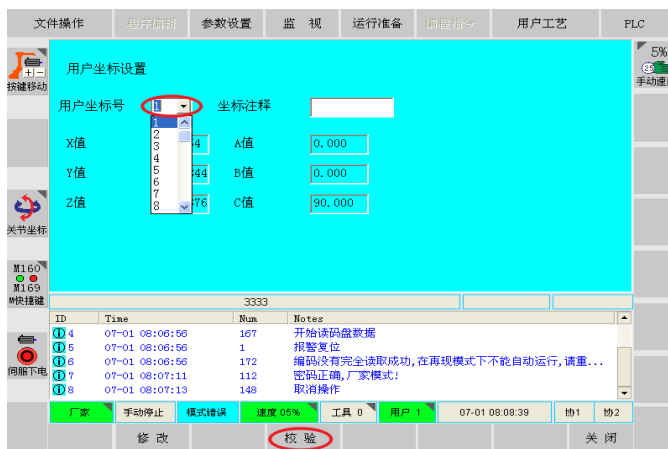 文件操作 程序编辑 参数设置 监 视 运行准备 编程指令 用户工艺 PLC
按键移动
5%
手动速
用户坐标设置
用户坐标号 1 坐标注释
1
2
3
4
5
6
7
8
X值 4 A值 0.000
Y值 44 B值 0.000
Z值 76 C值 90.000
关节坐标
M160
M169
M快捷键
伺服下电
3333
ID Time Num Notes
4 07-01 08:06:56 167 开始读码盘数据
5 07-01 08:06:56 1 报警复位
6 07-01 08:06:56 172 编码没有完全读取成功,在再现模式下不能自动运行,请重...
7 07-01 08:07:11 112 密码正确,厂家模式!
8 07-01 08:07:13 148 取消操作
厂家 手动停止 模式错误 速度 05% 工具 0 用户 1 07-01 08:08:39 协1 协2
修 改 校 验 关 闭